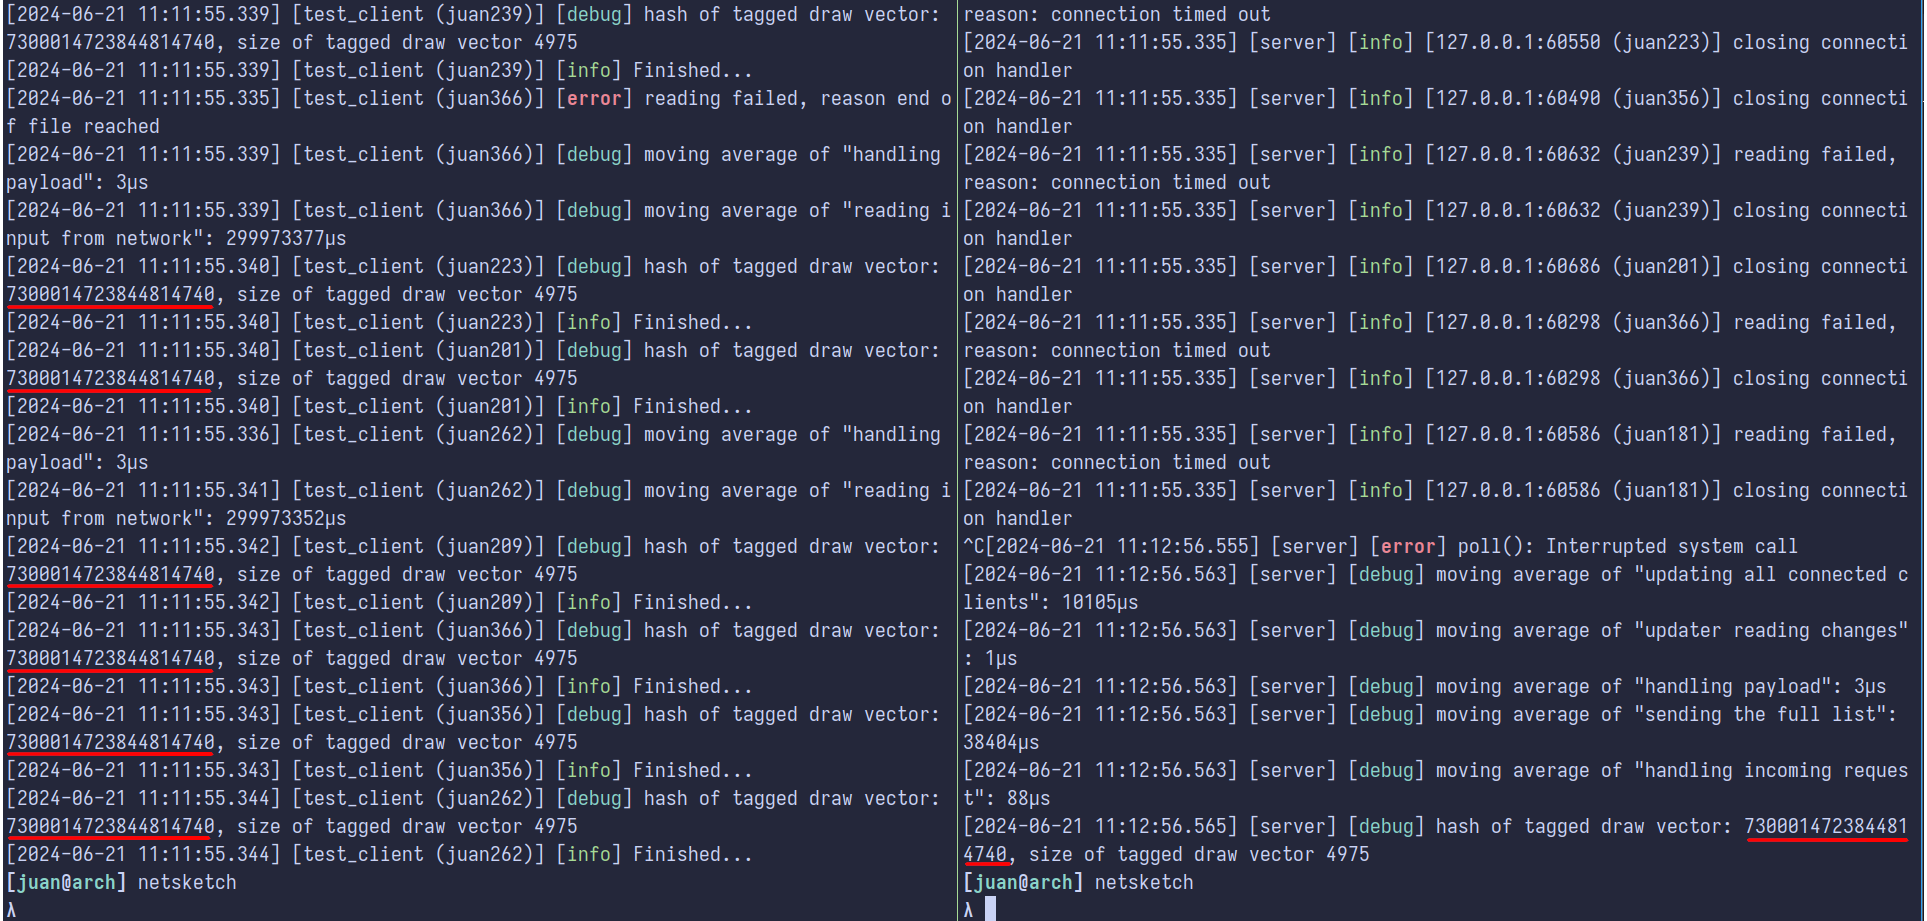 [2024-06-21 11:11:55.339] [test_client (juan239)] [debug] hash of tagged draw vector:
7300014723844814740, size of tagged draw vector 4975
[2024-06-21 11:11:55.339] [test_client (juan239)] [info] Finished...
[2024-06-21 11:11:55.335] [test_client (juan366)] [error] reading failed, reason end o
f file reached
[2024-06-21 11:11:55.339] [test_client (juan366)] [debug] moving average of "handling
payload": 3µs
[2024-06-21 11:11:55.339] [test_client (juan366)] [debug] moving average of "reading i
nput from network": 299973377µs
[2024-06-21 11:11:55.340] [test_client (juan223)] [debug] hash of tagged draw vector:
7300014723844814740, size of tagged draw vector 4975
[2024-06-21 11:11:55.340] [test_client (juan223)] [info] Finished...
[2024-06-21 11:11:55.340] [test_client (juan201)] [debug] hash of tagged draw vector:
7300014723844814740, size of tagged draw vector 4975
[2024-06-21 11:11:55.340] [test_client (juan201)] [info] Finished...
[2024-06-21 11:11:55.336] [test_client (juan262)] [debug] moving average of "handling
payload": 3µs
[2024-06-21 11:11:55.341] [test_client (juan262)] [debug] moving average of "reading i
nput from network": 299973352µs
[2024-06-21 11:11:55.342] [test_client (juan209)] [debug] hash of tagged draw vector:
7300014723844814740, size of tagged draw vector 4975
[2024-06-21 11:11:55.342] [test_client (juan209)] [info] Finished...
[2024-06-21 11:11:55.343] [test_client (juan366)] [debug] hash of tagged draw vector:
7300014723844814740, size of tagged draw vector 4975
[2024-06-21 11:11:55.343] [test_client (juan366)] [info] Finished...
[2024-06-21 11:11:55.343] [test_client (juan356)] [debug] hash of tagged draw vector:
7300014723844814740, size of tagged draw vector 4975
[2024-06-21 11:11:55.343] [test_client (juan356)] [info] Finished...
[2024-06-21 11:11:55.344] [test_client (juan262)] [debug] hash of tagged draw vector:
7300014723844814740, size of tagged draw vector 4975
[2024-06-21 11:11:55.344] [test_client (juan262)] [info] Finished...
[juan@arch] netsketch
λ
reason: connection timed out
[2024-06-21 11:11:55.335] [server] [info] [127.0.0.1:60550 (juan223)] closing connecti
on handler
[2024-06-21 11:11:55.335] [server] [info] [127.0.0.1:60490 (juan356)] closing connecti
on handler
[2024-06-21 11:11:55.335] [server] [info] [127.0.0.1:60632 (juan239)] reading failed,
reason: connection timed out
[2024-06-21 11:11:55.335] [server] [info] [127.0.0.1:60632 (juan239)] closing connecti
on handler
[2024-06-21 11:11:55.335] [server] [info] [127.0.0.1:60686 (juan201)] closing connecti
on handler
[2024-06-21 11:11:55.335] [server] [info] [127.0.0.1:60298 (juan366)] reading failed,
reason: connection timed out
[2024-06-21 11:11:55.335] [server] [info] [127.0.0.1:60298 (juan366)] closing connecti
on handler
[2024-06-21 11:11:55.335] [server] [info] [127.0.0.1:60586 (juan181)] reading failed,
reason: connection timed out
[2024-06-21 11:11:55.335] [server] [info] [127.0.0.1:60586 (juan181)] closing connecti
on handler
^C[2024-06-21 11:12:56.555] [server] [error] poll(): Interrupted system call
[2024-06-21 11:12:56.563] [server] [debug] moving average of "updating all connected c
lients": 10105µs
[2024-06-21 11:12:56.563] [server] [debug] moving average of "updater reading changes"
: 1µs
[2024-06-21 11:12:56.563] [server] [debug] moving average of "handling payload": 3µs
[2024-06-21 11:12:56.563] [server] [debug] moving average of "sending the full list":
38404µs
[2024-06-21 11:12:56.563] [server] [debug] moving average of "handling incoming reques
t": 88µs
[2024-06-21 11:12:56.565] [server] [debug] hash of tagged draw vector: 730001472384481
4740, size of tagged draw vector 4975
[juan@arch] netsketch
λ